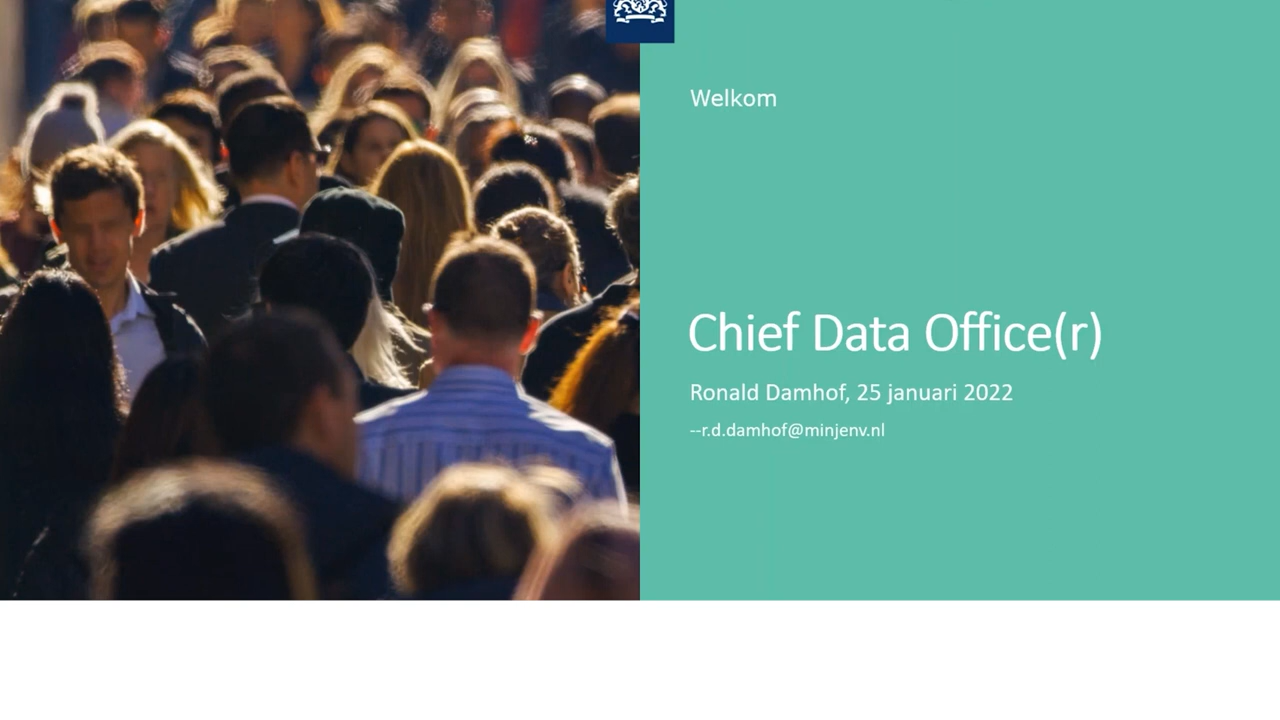 Welkom
Chief Data Office(r)
Ronald Damhof, 25 januari 2022
--r.d.damhof@minjenv.nl